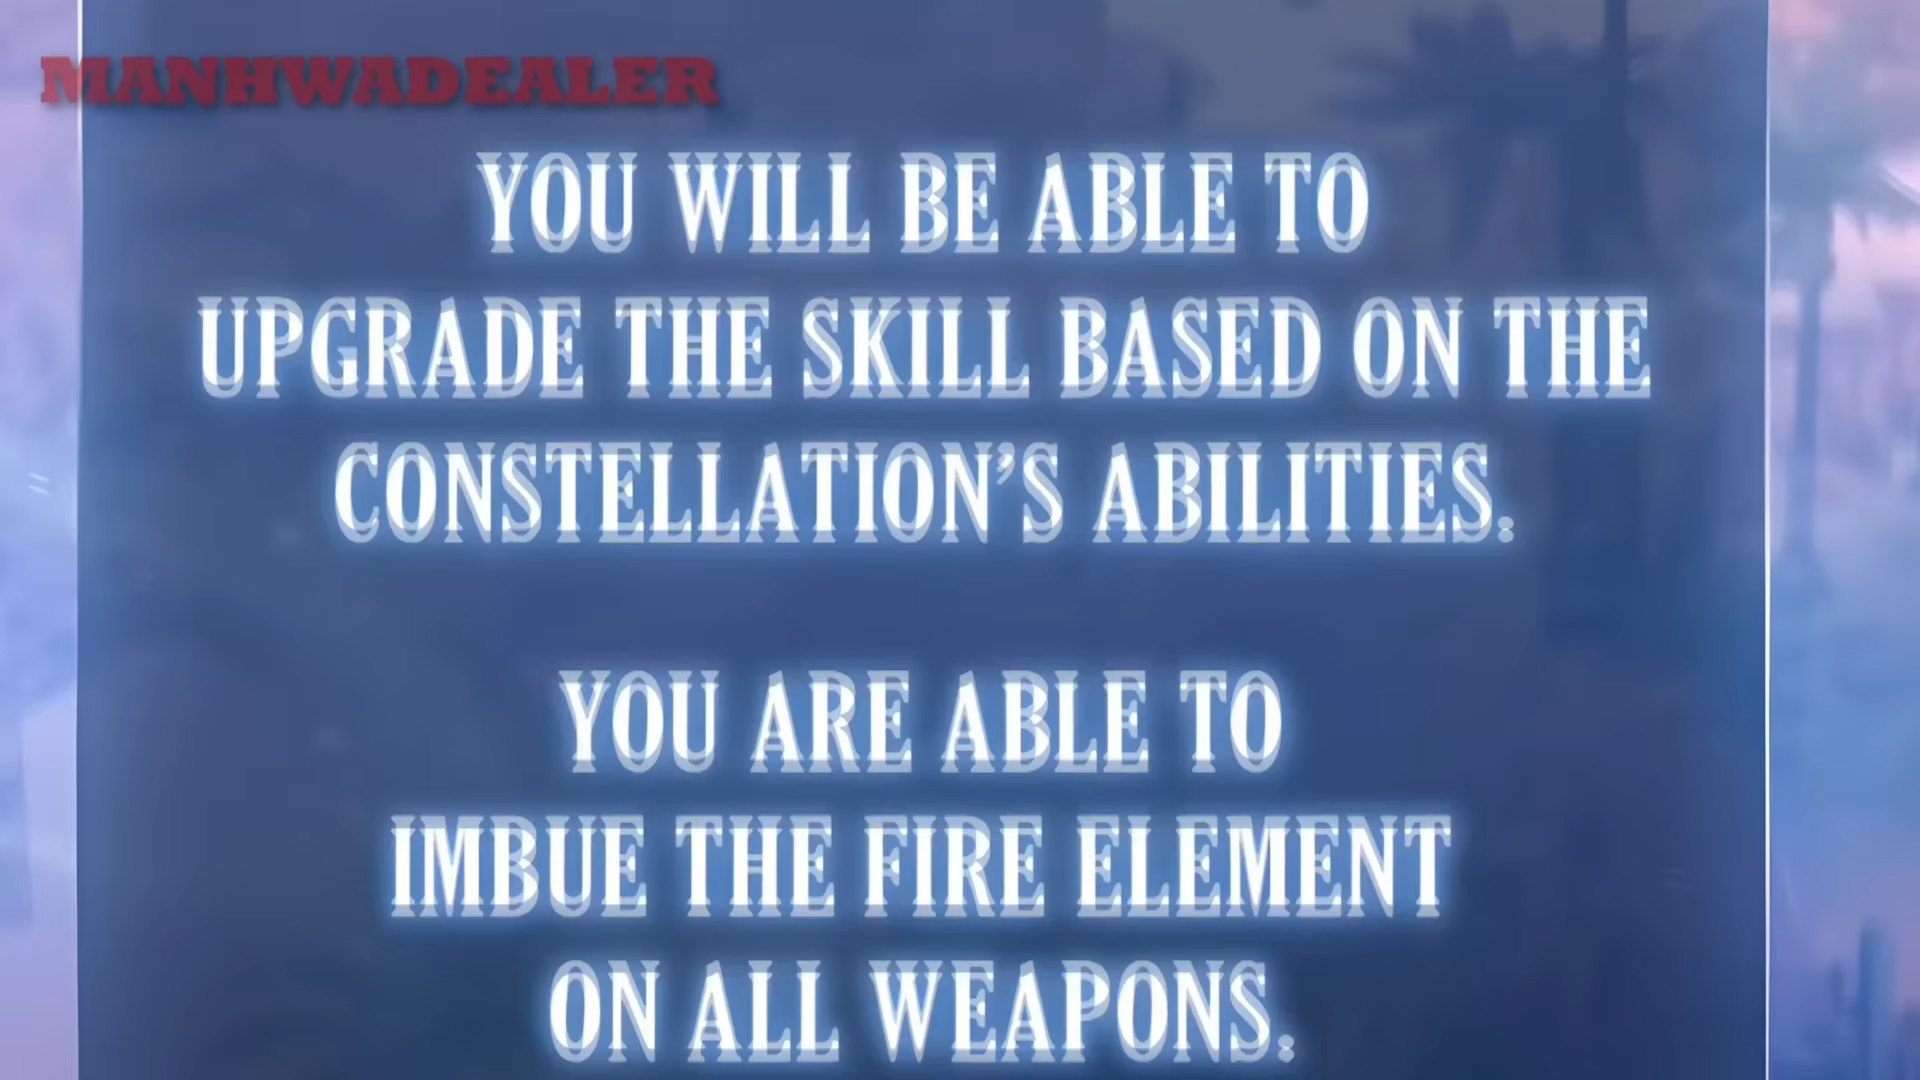 MANHWADEALER
YOU WILL BE ABLE TO
UPGRADE THE SKILL BASED ON THE
CONSTELLATION’S ABILITIES.
YOU ARE ABLE TO
IMBUE THE FIRE ELEMENT
ON ALL WEAPONS.